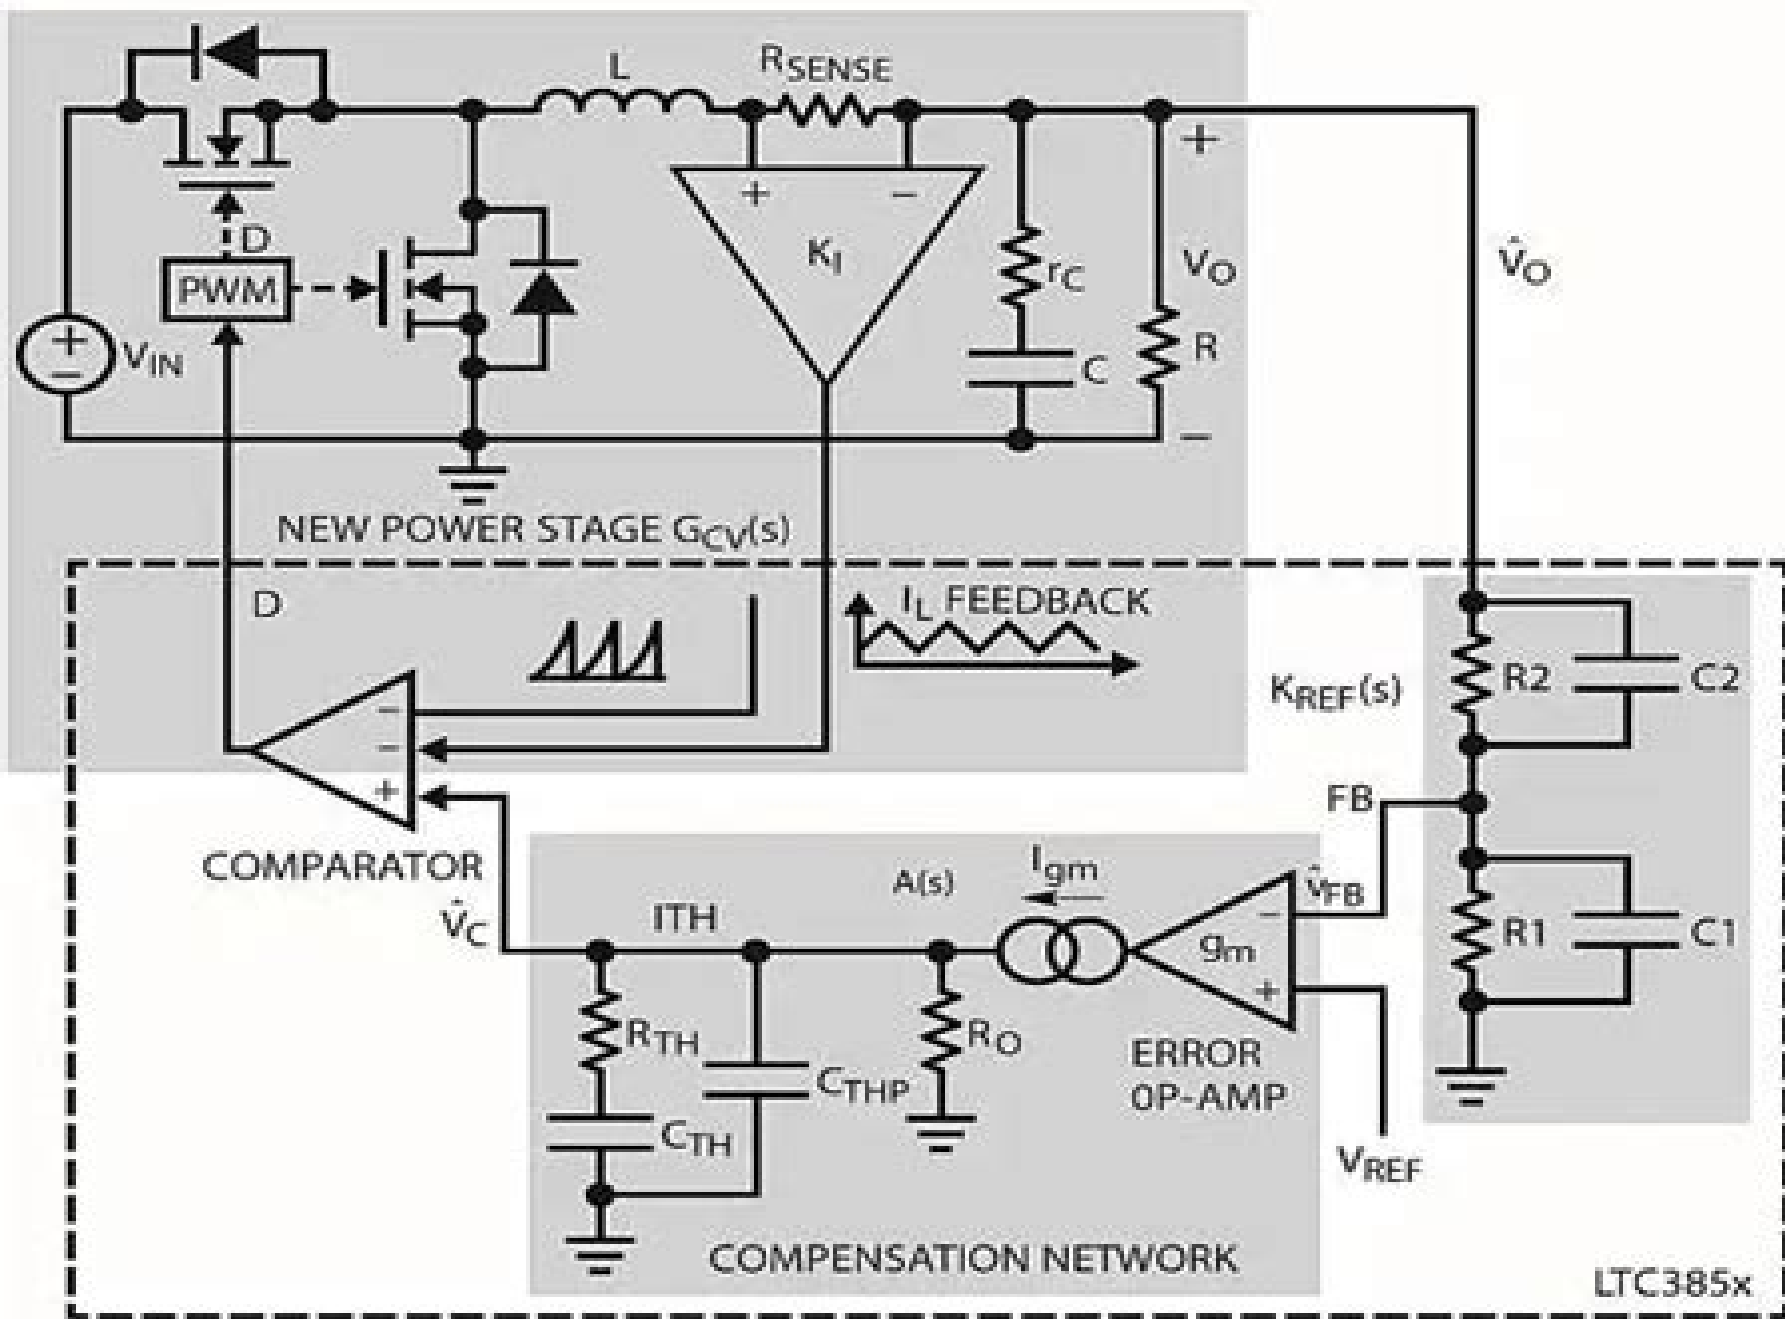 L
RSENSE
+
D
PWM
+
−
VIN
+ −
KI
rC
C
VO
R
−
v̂O
NEW POWER STAGE GCV(s)
D
IL FEEDBACK
−
−
+
COMPARATOR
KREF(s)
R2
C2
FB
R1
C1
v̂C
ITH
A(s)
Igm
v̂FB
−
gm
+
RTH
CTHP
CTH
RO
ERROR
0P-AMP
VREF
COMPENSATION NETWORK
LTC385x